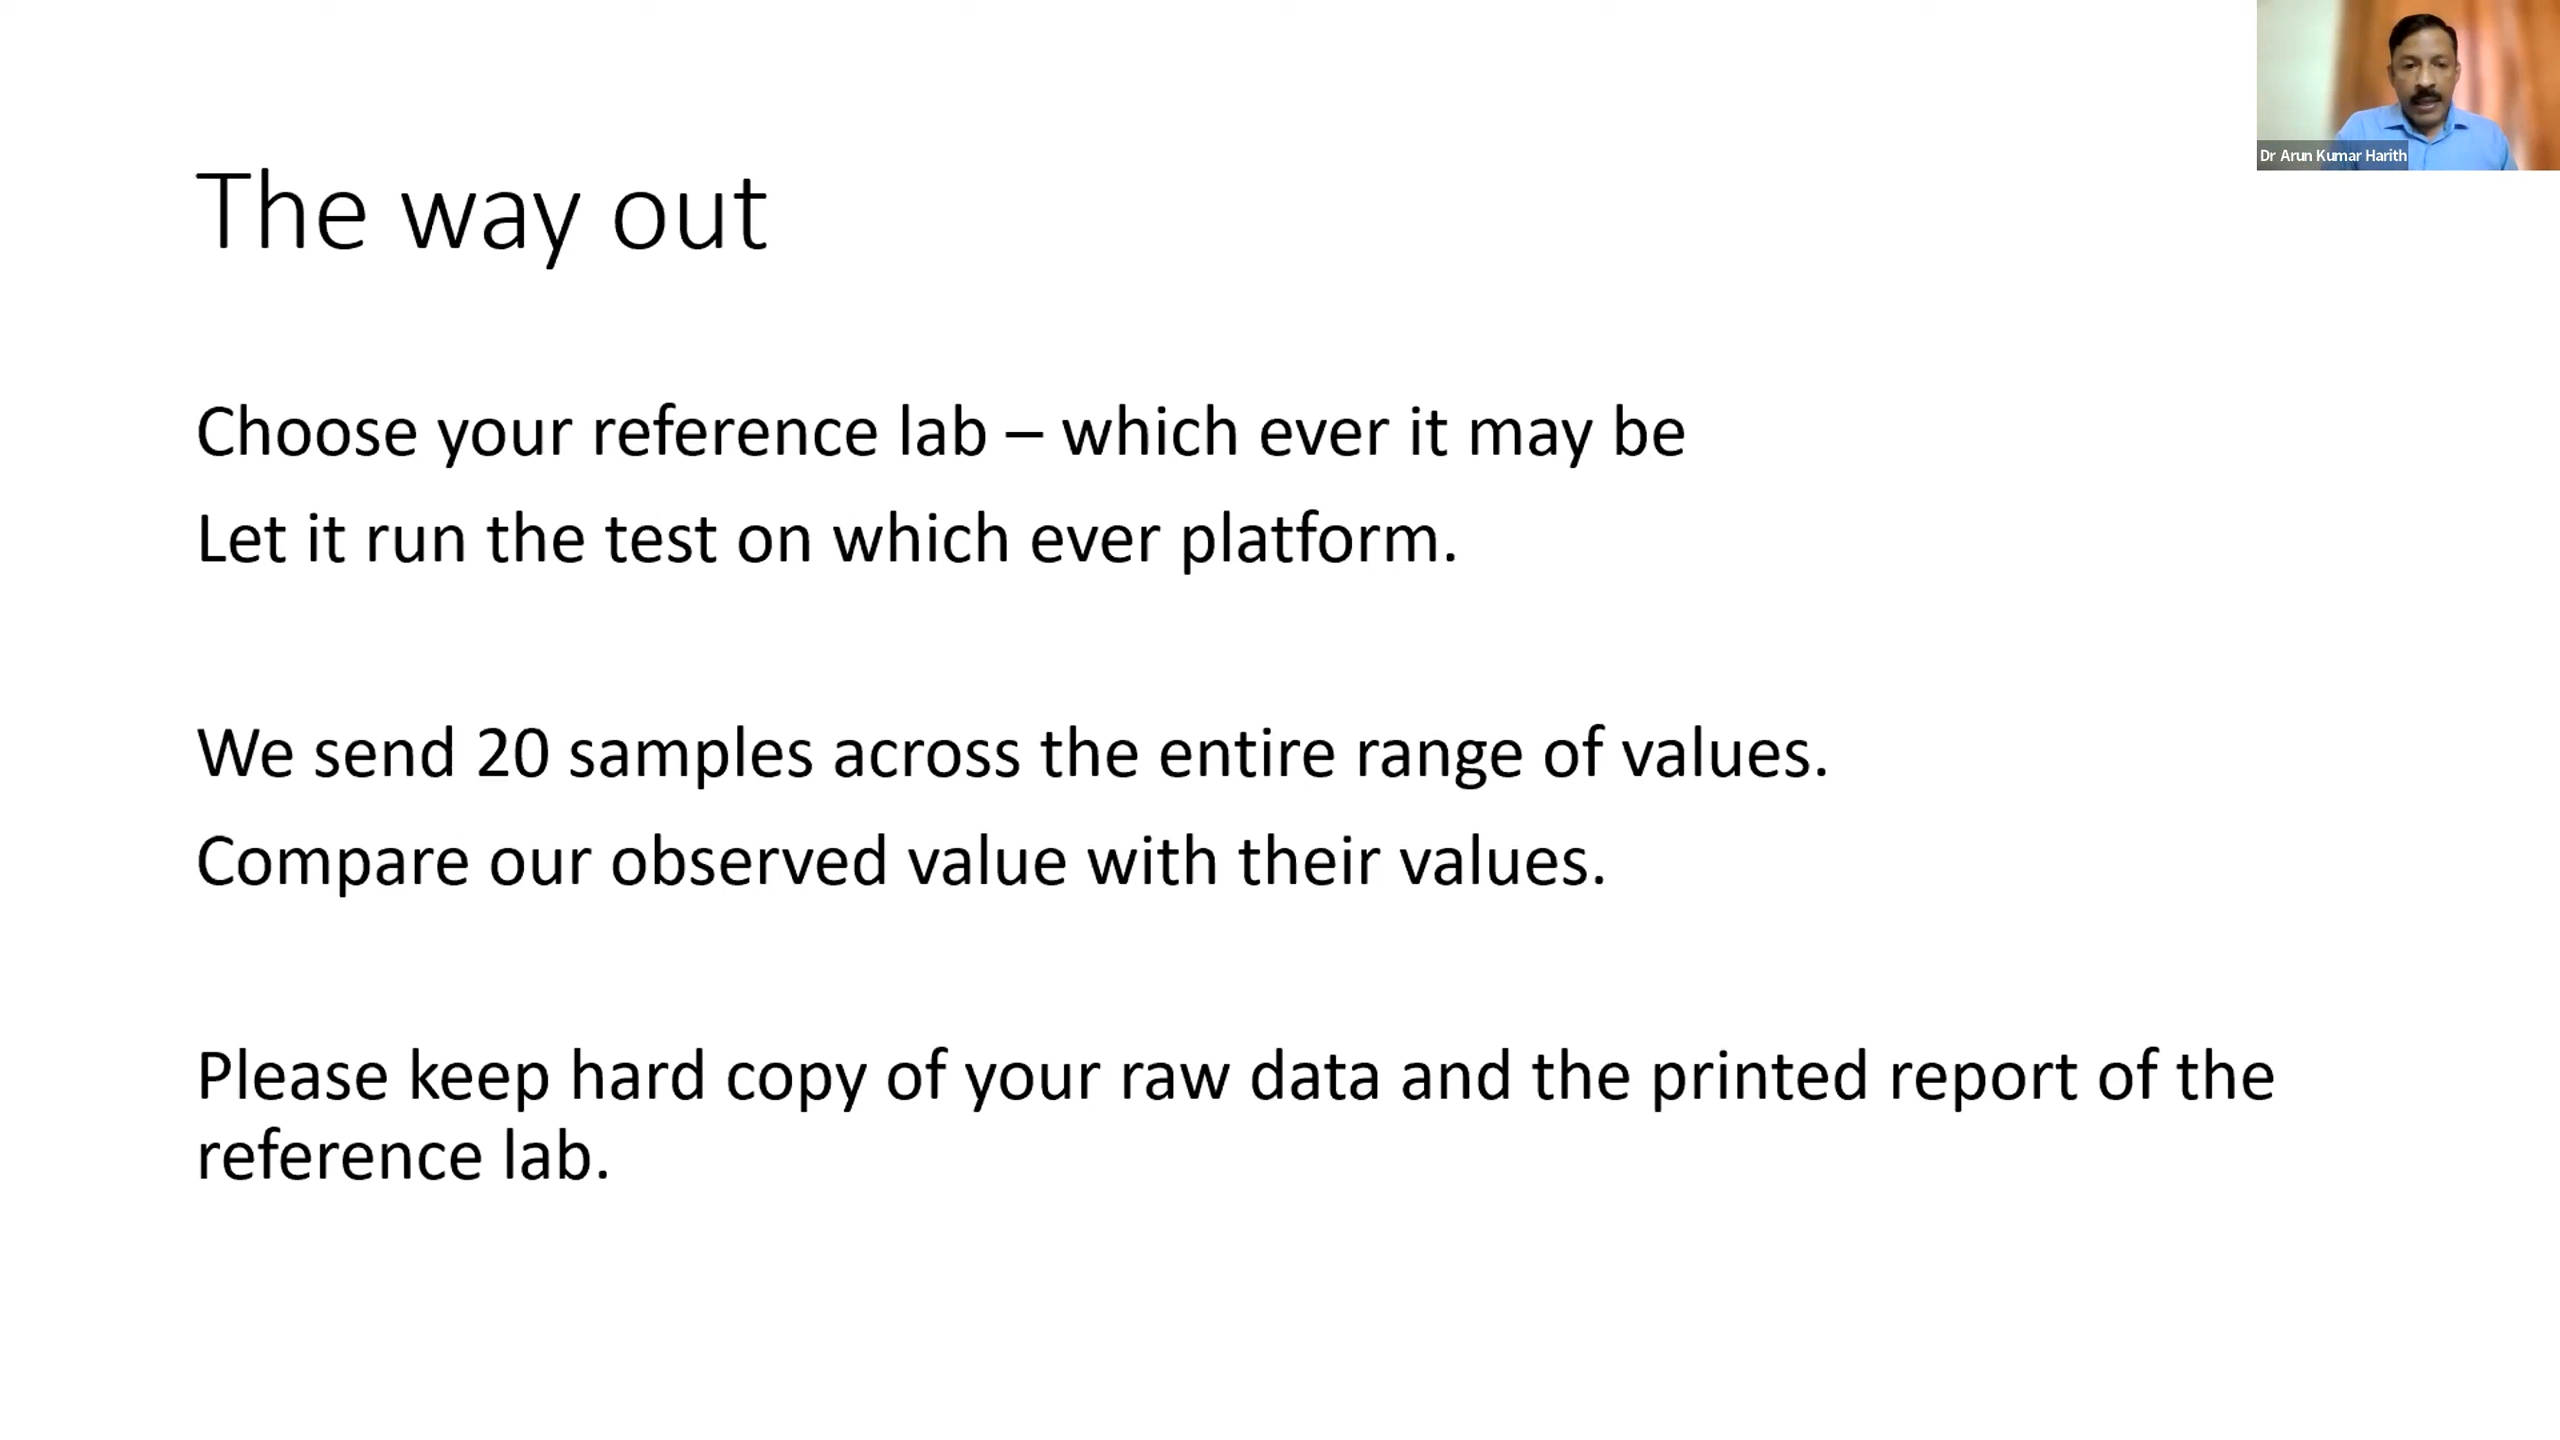 The way out
Choose your reference lab – which ever it may be
Let it run the test on which ever platform.
We send 20 samples across the entire range of values.
Compare our observed value with their values.
Please keep hard copy of your raw data and the printed report of the
reference lab.
Dr Arun Kumar Harith